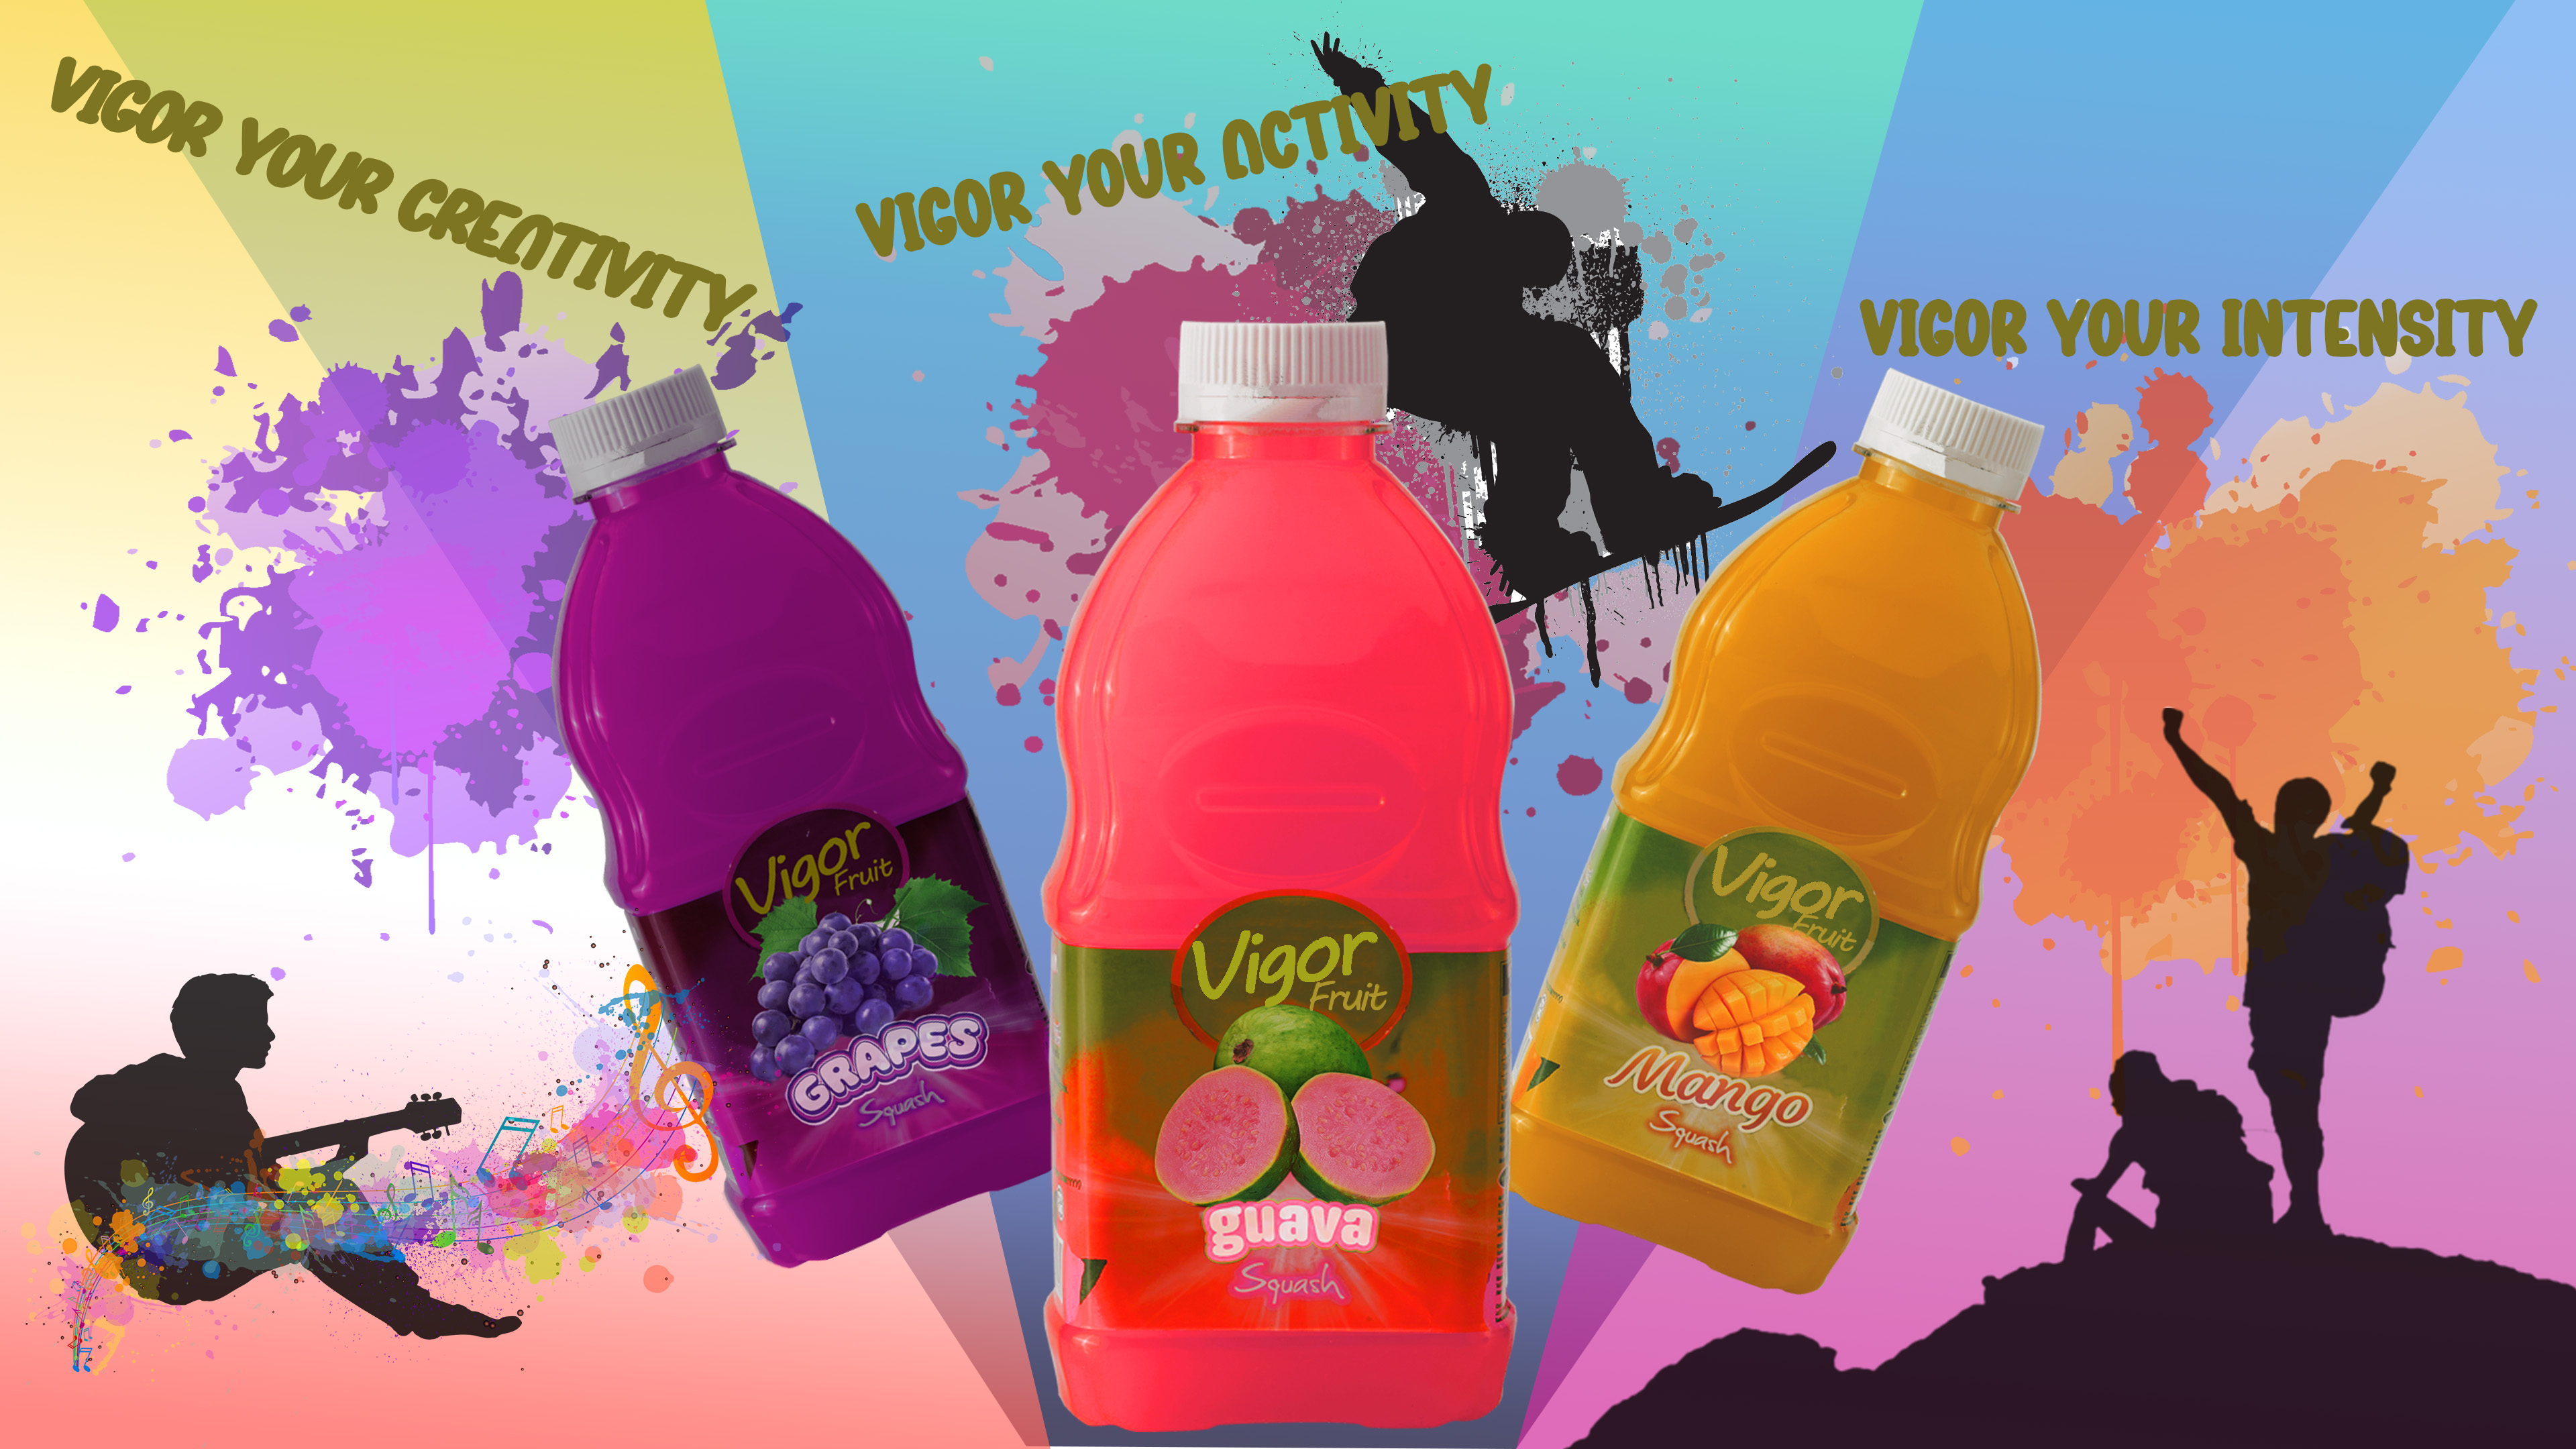 VIGOR YOUR CREATIVITY
VIGOR YOUR ACTIVITY
VIGOR YOUR INTENSITY
Vigor
Fruit
GRAPES
Squash
Vigor
Fruit
guava
Squash
Vigor
Fruit
Mango
Squash